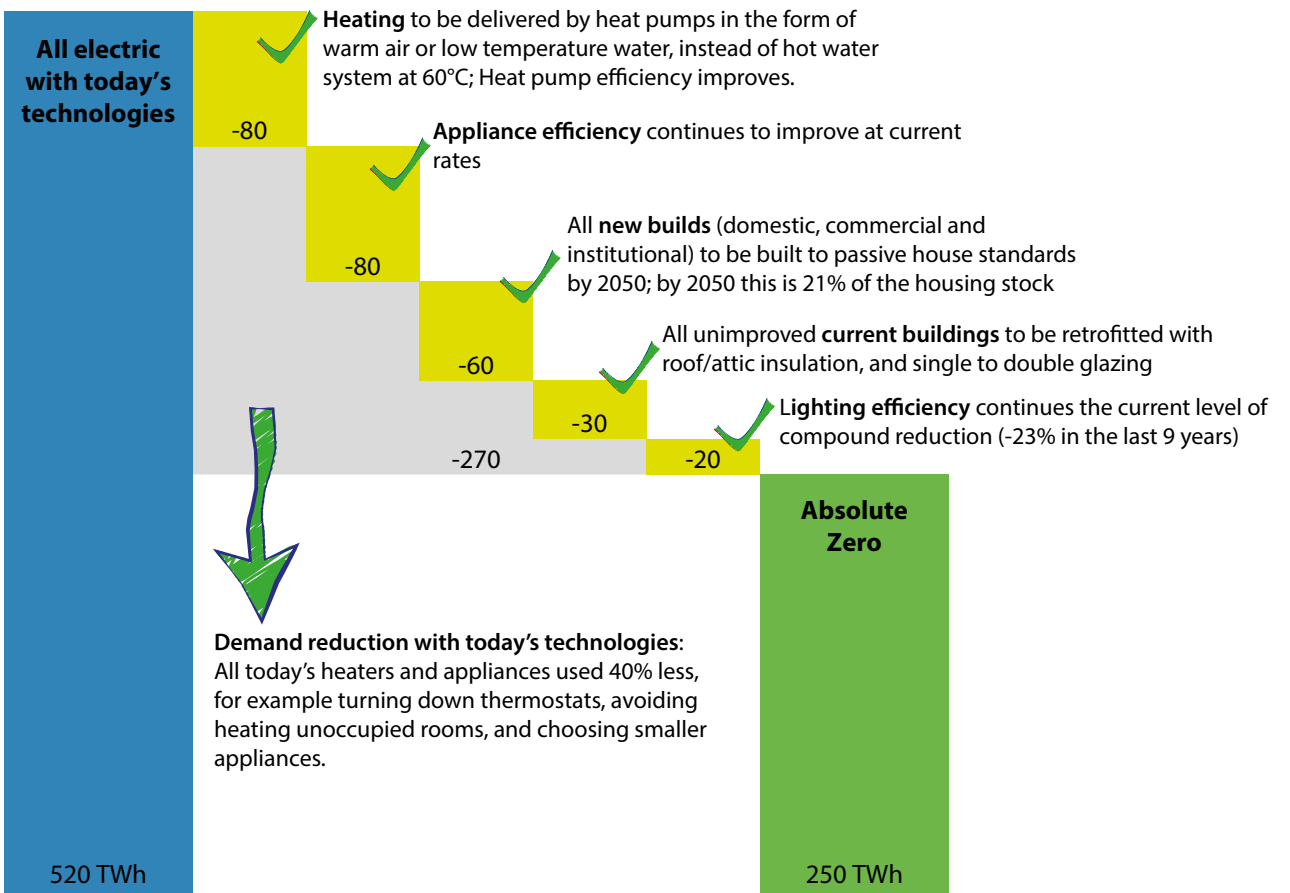 All electric
with today's
technologies
Heating to be delivered by heat pumps in the form of
warm air or low temperature water, instead of hot water
system at 60°C; Heat pump efficiency improves.
-80
Appliance efficiency continues to improve at current
rates
-80
All new builds (domestic, commercial and
institutional) to be built to passive house standards
by 2050; by 2050 this is 21% of the housing stock
-60
All unimproved current buildings to be retrofitted with
roof/attic insulation, and single to double glazing
-30
Lighting efficiency continues the current level of
compound reduction (-23% in the last 9 years)
-270
-20
Absolute
Zero
Demand reduction with today's technologies:
All today's heaters and appliances used 40% less,
for example turning down thermostats, avoiding
heating unoccupied rooms, and choosing smaller
appliances.
520 TWh
250 TWh